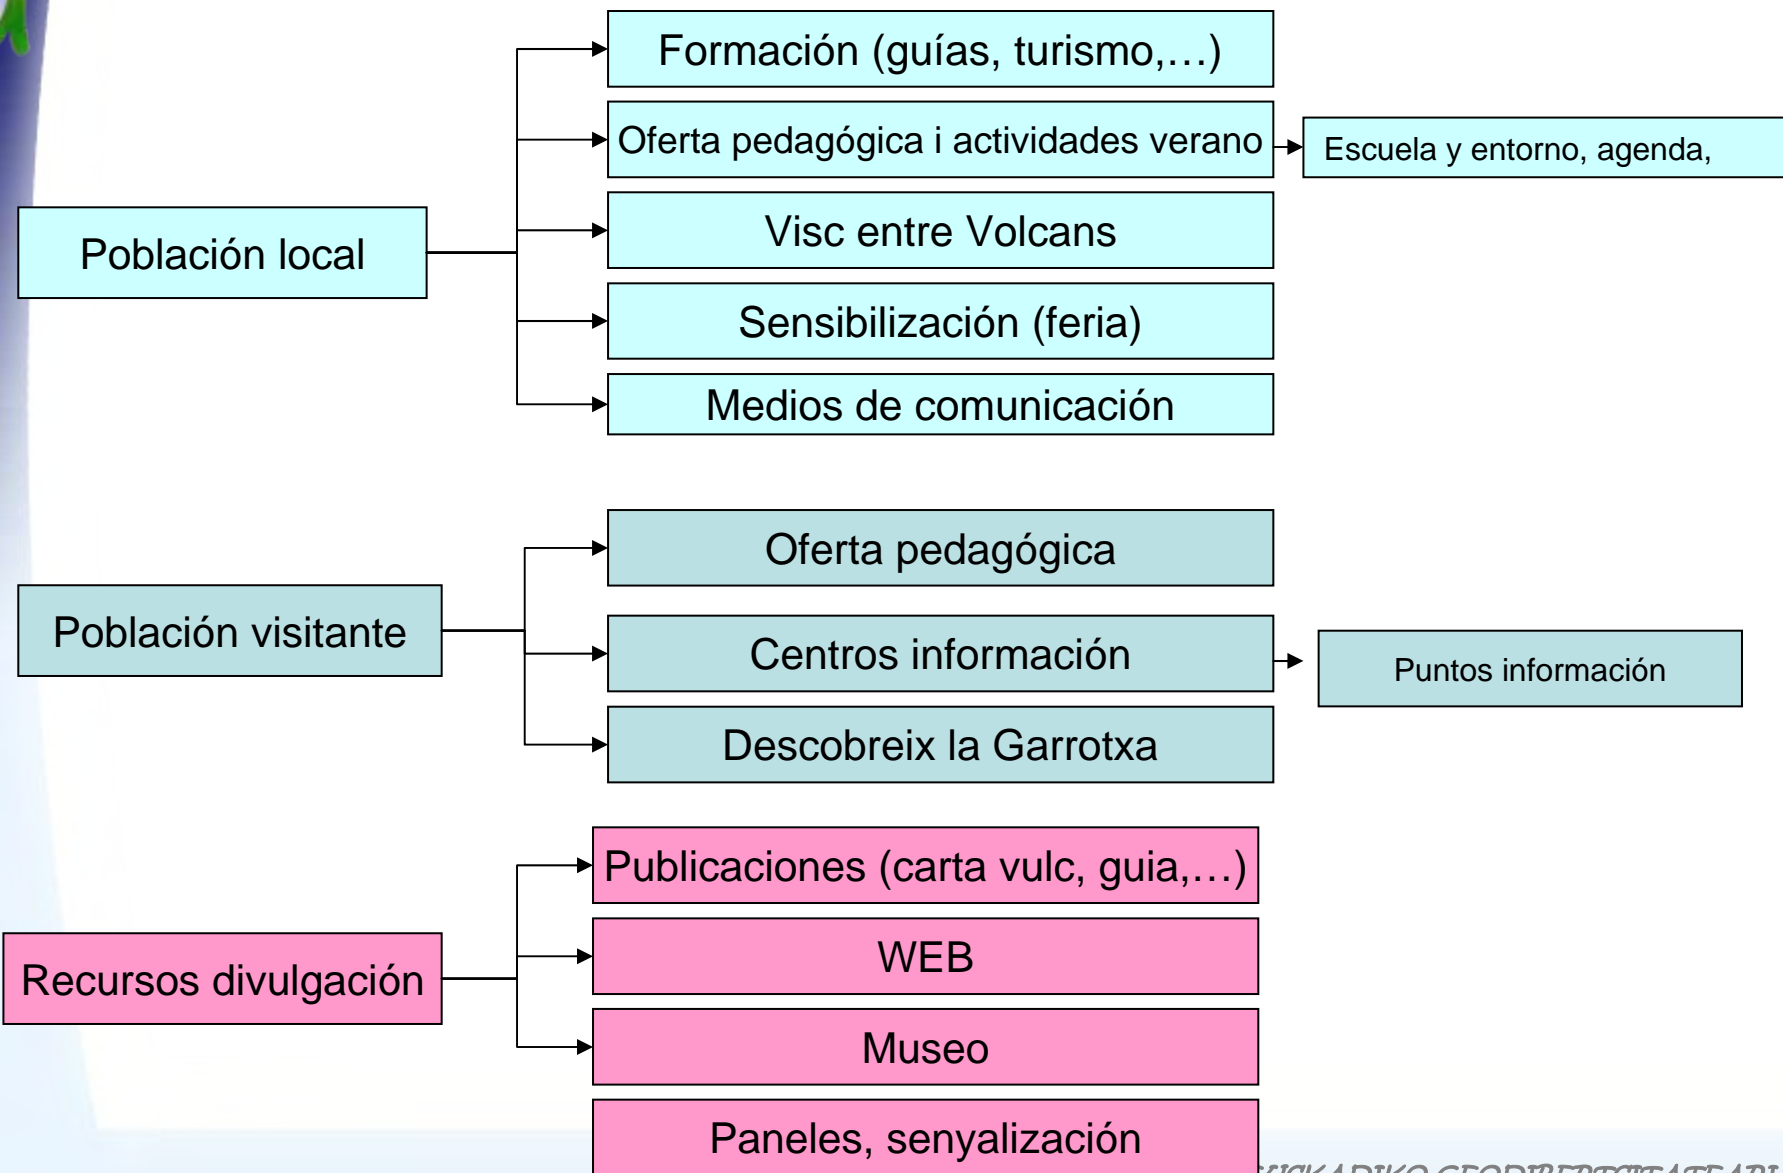 Formación (guías, turismo,…)
Oferta pedagógica i actividades verano
Escuela y entorno, agenda,
Población local
Visc entre Volcans
Sensibilización (feria)
Medios de comunicación
Oferta pedagógica
Población visitante
Centros información
Puntos información
Descobreix la Garrotxa
Publicaciones (carta vulc, guia,…)
WEB
Recursos divulgación
Museo
Paneles, senyalización